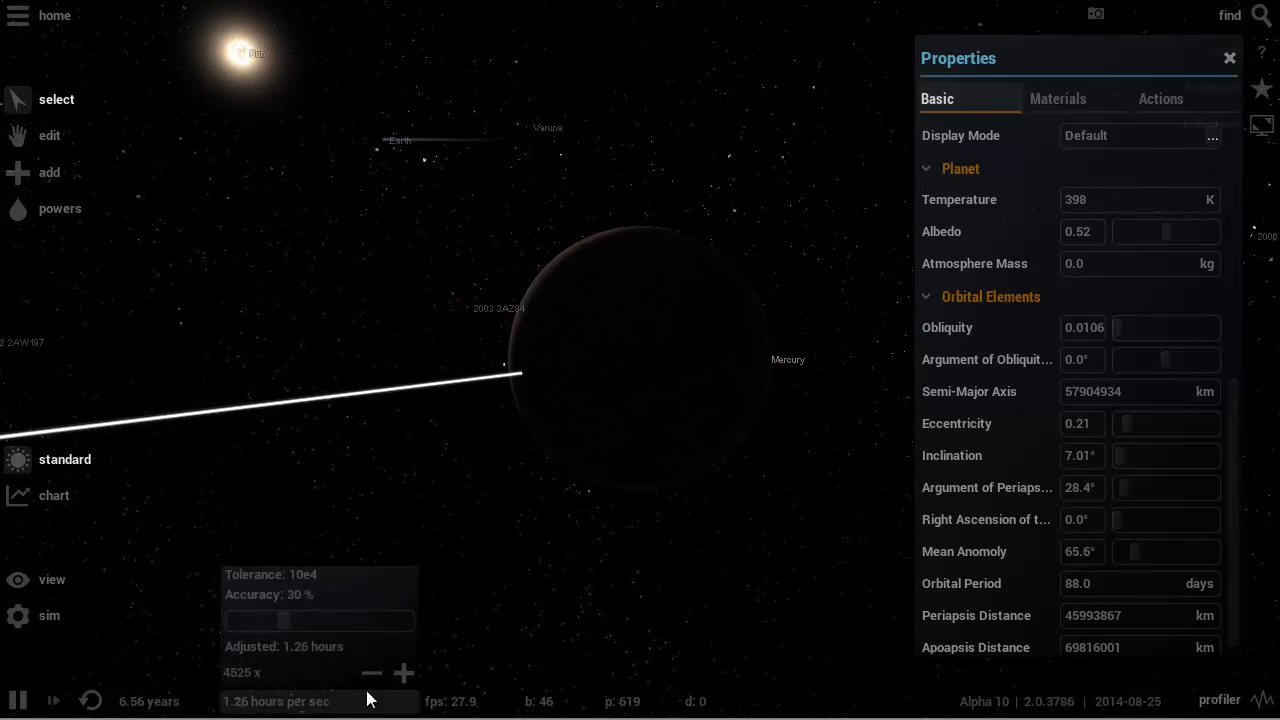 home
find
Sun
Properties
?
select
Basic Materials Actions
edit
Earth
Varuna
Display Mode Default ...
add
Planet
powers
Temperature 398 K
Albedo 0.52
Atmosphere Mass 0.0 kg
Orbital Elements
2003 3AZ84
Obliquity 0.0106
2 2AW197
Mercury
Argument of Obliquit... 0.0°
Semi-Major Axis 57904934 km
Eccentricity 0.21
standard
Inclination 7.01°
chart
Argument of Periaps... 28.4°
Right Ascension of t... 0.0°
Mean Anomoly 65.6°
view
Tolerance: 10e4
Orbital Period 88.0 days
Accuracy: 30 %
sim
Periapsis Distance 45993867 km
Adjusted: 1.26 hours
Apoapsis Distance 69816001 km
4525 x
6.56 years
1.26 hours per sec
fps: 27.9
b: 46
p: 619
d: 0
Alpha 10 | 2.0.3786 | 2014-08-25
profiler